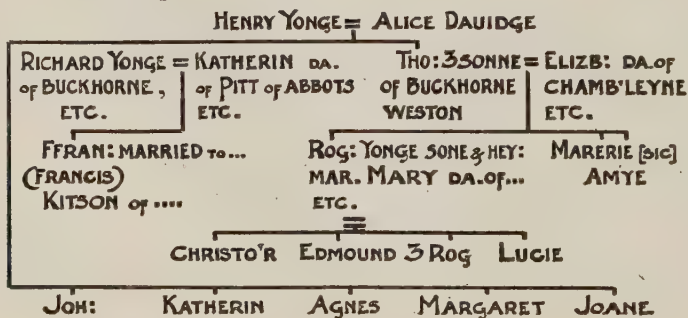 HENRY YONGE = ALICE DAUIDGE
RICHARD YONGE = KATHERIN DA. THO: 3 SONNE = ELIZB: DA. OF
OF BUCKHORNE, OF PITT OF ABBOTS OF BUCKHORNE CHAMB'LEYNE
ETC. ETC. WESTON ETC.
FFRAN: MARRIED TO... ROG: YONGE SONE & HEY: MARERIE [SIC]
(FRANCIS) MAR. MARY DA. OF... AMYE
KITSON OF .... ETC.
CHRISTO'R EDMOUND 3 ROG LUCIE
JOH: KATHERIN AGNES MARGARET JOANE